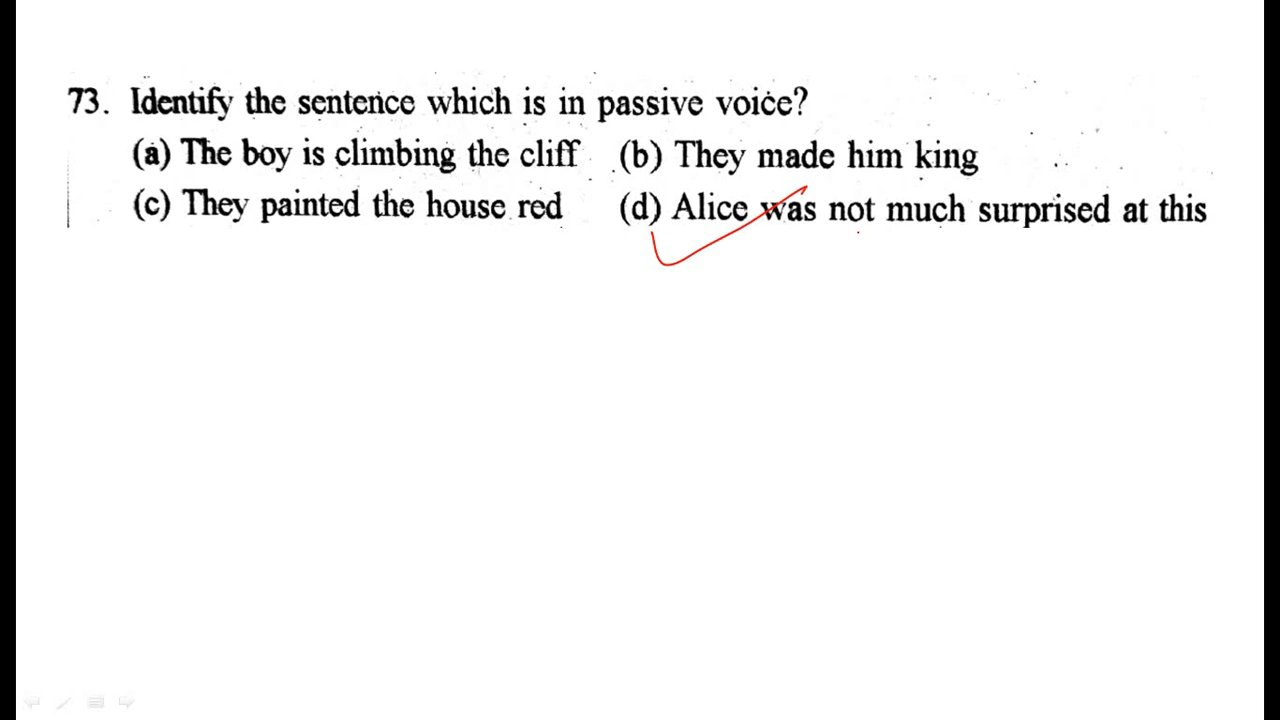 73. Identify the sentence which is in passive voice?
(a) The boy is climbing the cliff (b) They made him king
(c) They painted the house red (d) Alice was not much surprised at this